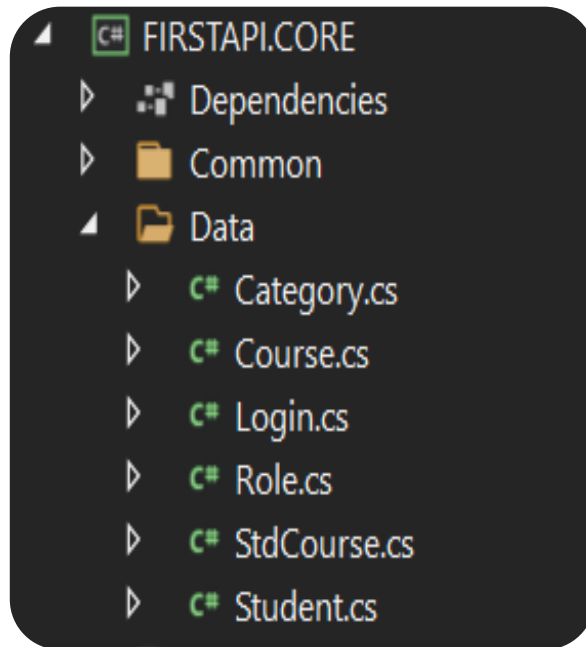 C# FIRSTAPI.CORE
Dependencies
Common
Data
C# Category.cs
C# Course.cs
C# Login.cs
C# Role.cs
C# StdCourse.cs
C# Student.cs